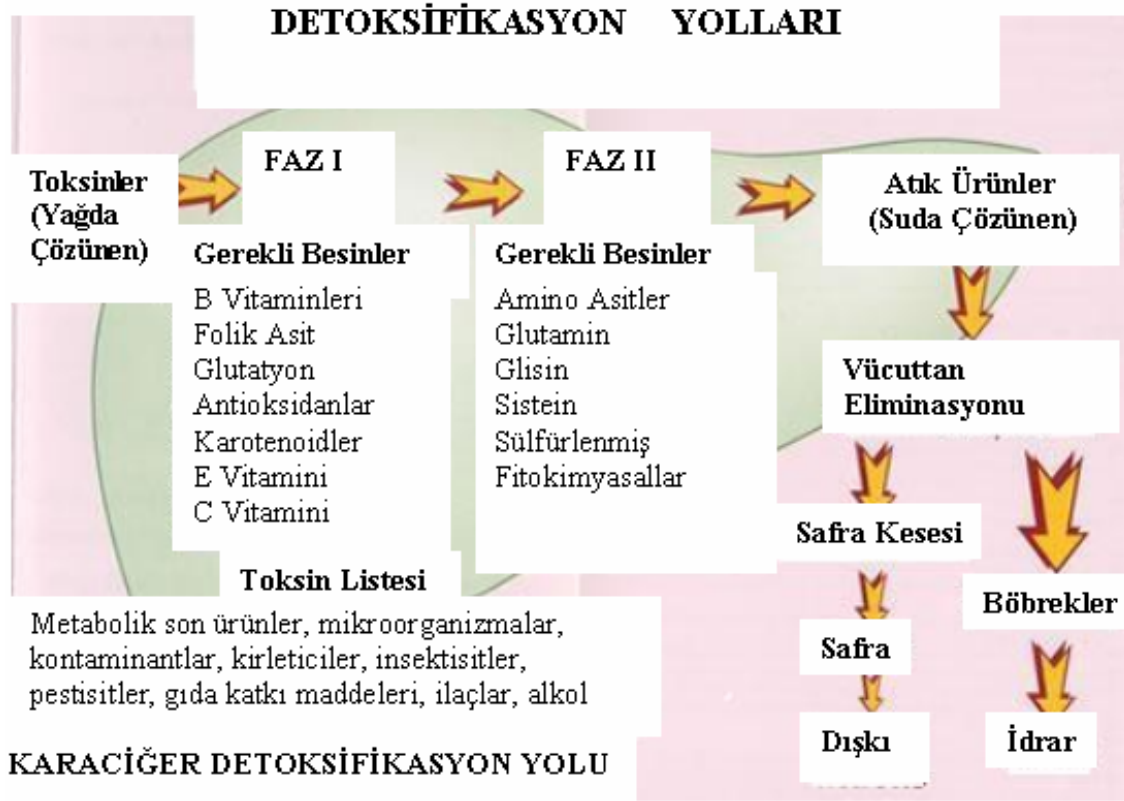 DETOKSİFİKASYON YOLLARI
Toksinler
(Yağda
Çözünen)
FAZ I
Gerekli Besinler
B Vitaminleri
Folik Asit
Glutatyon
Antioksidanlar
Karotenoidler
E Vitamini
C Vitamini
FAZ II
Gerekli Besinler
Amino Asitler
Glutamin
Glisin
Sistein
Sülfürlenmiş
Fitokimyasallar
Atık Ürünler
(Suda Çözünen)
Vücuttan
Eliminasyonu
Safra Kesesi
Safra
Dışkı
Böbrekler
İdrar
Toksin Listesi
Metabolik son ürünler, mikroorganizmalar,
kontaminantlar, kirleticiler, insektisitler,
pestisitler, gıda katkı maddeleri, ilaçlar, alkol
KARACİĞER DETOKSİFİKASYON YOLU